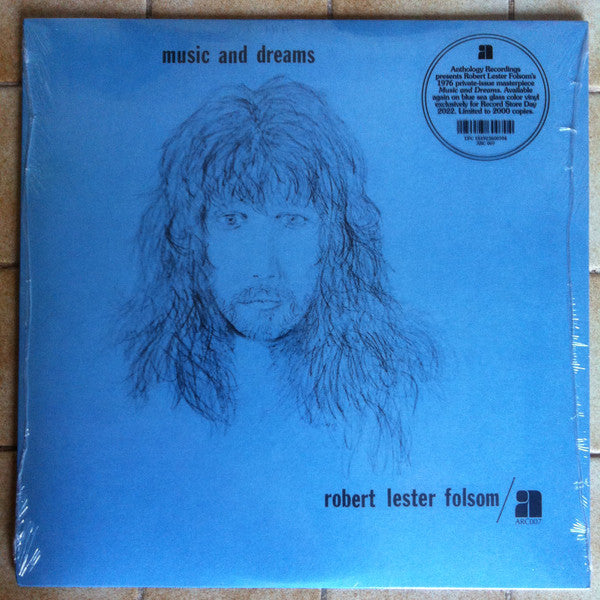 music and dreams
Anthology Recordings
presents Robert Lester Folsom's
1976 private-issue masterpiece
Music and Dreams. Available
again on blue sea glass color vinyl
exclusively for Record Store Day
2022. Limited to 2000 copies.
ARC 007
robert lester folsom/
ARC007